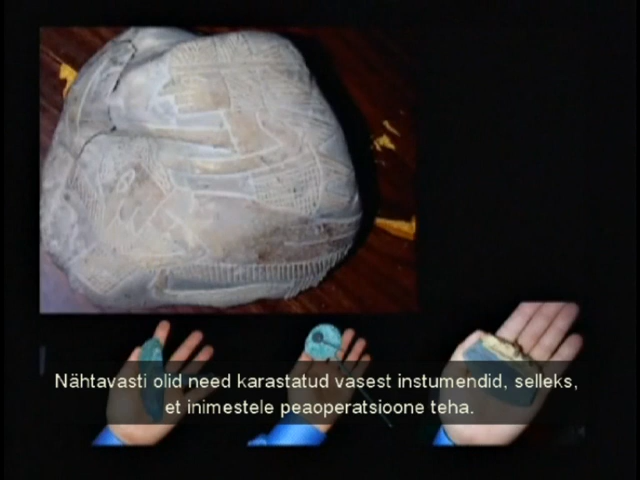 Nähtavasti olid need karastatud vasest instumendid, selleks,
et inimestele peaoperatsioone teha.